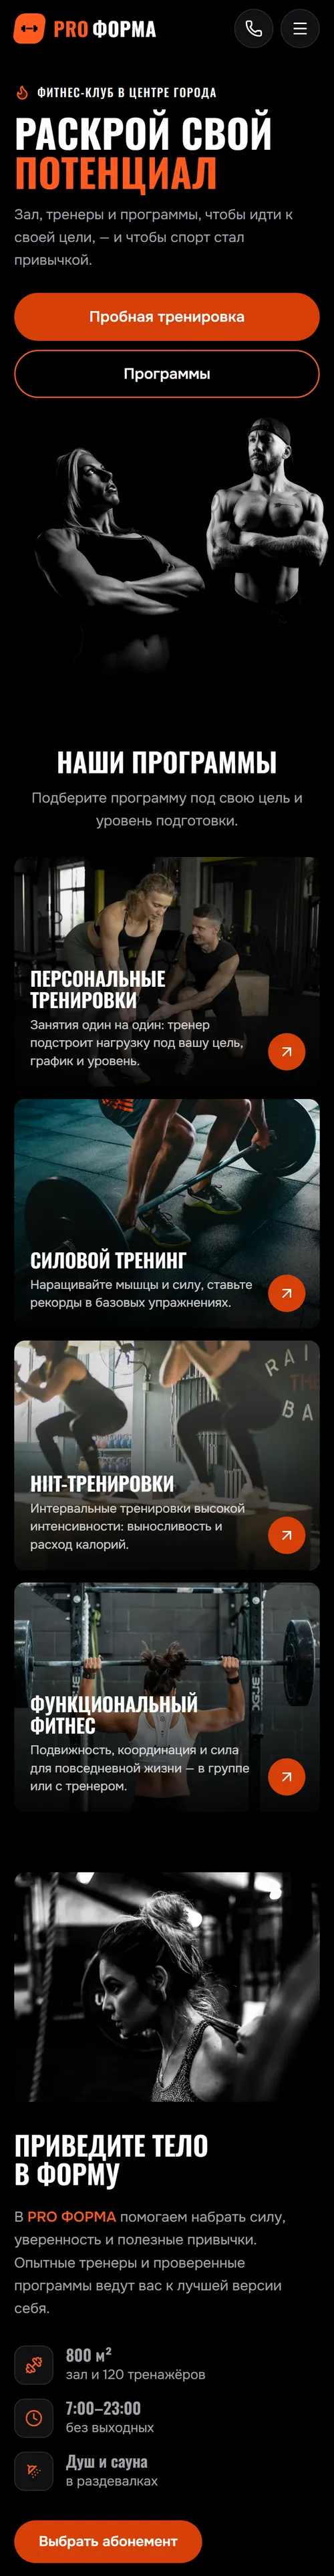 PRO ФОРМА
ФИТНЕС-КЛУБ В ЦЕНТРЕ ГОРОДА
РАСКРОЙ СВОЙ
ПОТЕНЦИАЛ
Зал, тренеры и программы, чтобы идти к
своей цели, — и чтобы спорт стал
привычкой.
Пробная тренировка
Программы
НАШИ ПРОГРАММЫ
Подберите программу под свою цель и
уровень подготовки.
ПЕРСОНАЛЬНЫЕ
ТРЕНИРОВКИ
Занятия один на один: тренер
подстроит нагрузку под вашу цель,
график и уровень.
СИЛОВОЙ ТРЕНИНГ
Наращивайте мышцы и силу, ставьте
рекорды в базовых упражнениях.
RAI
TH
BA
HIIT-ТРЕНИРОВКИ
Интервальные тренировки высокой
интенсивности: выносливость и
расход калорий.
ФУНКЦИОНАЛЬНЫЙ
ФИТНЕС
Подвижность, координация и сила
для повседневной жизни — в группе
или с тренером.
ПРИВЕДИТЕ ТЕЛО
В ФОРМУ
В PRO ФОРМА помогаем набрать силу,
уверенность и полезные привычки.
Опытные тренеры и проверенные
программы ведут вас к лучшей версии
себя.
800 м²
зал и 120 тренажёров
7:00–23:00
без выходных
Душ и сауна
в раздевалках
Выбрать абонемент